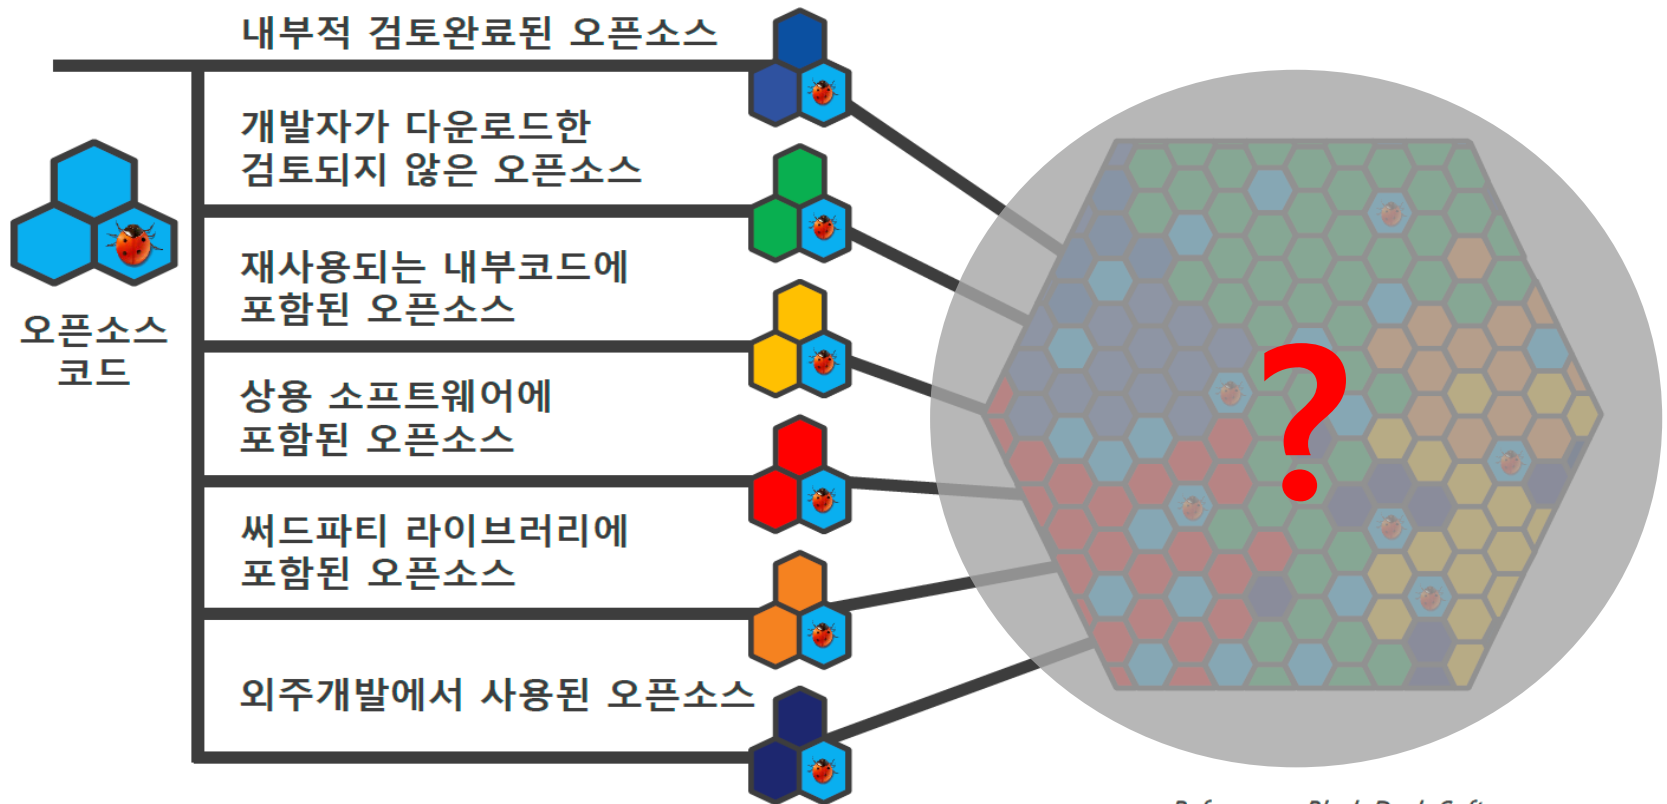 내부적 검토완료된 오픈소스
개발자가 다운로드한
검토되지 않은 오픈소스
재사용되는 내부코드에
포함된 오픈소스
오픈소스
코드
상용 소프트웨어에
포함된 오픈소스
써드파티 라이브러리에
포함된 오픈소스
외주개발에서 사용된 오픈소스
?